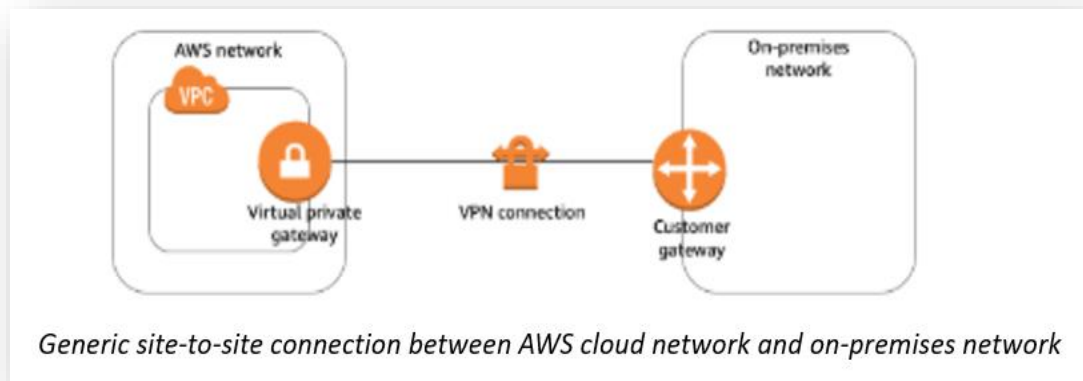 AWS network
VPC
Virtual private
gateway
VPN connection
On-premises
network
Customer
gateway
Generic site-to-site connection between AWS cloud network and on-premises network